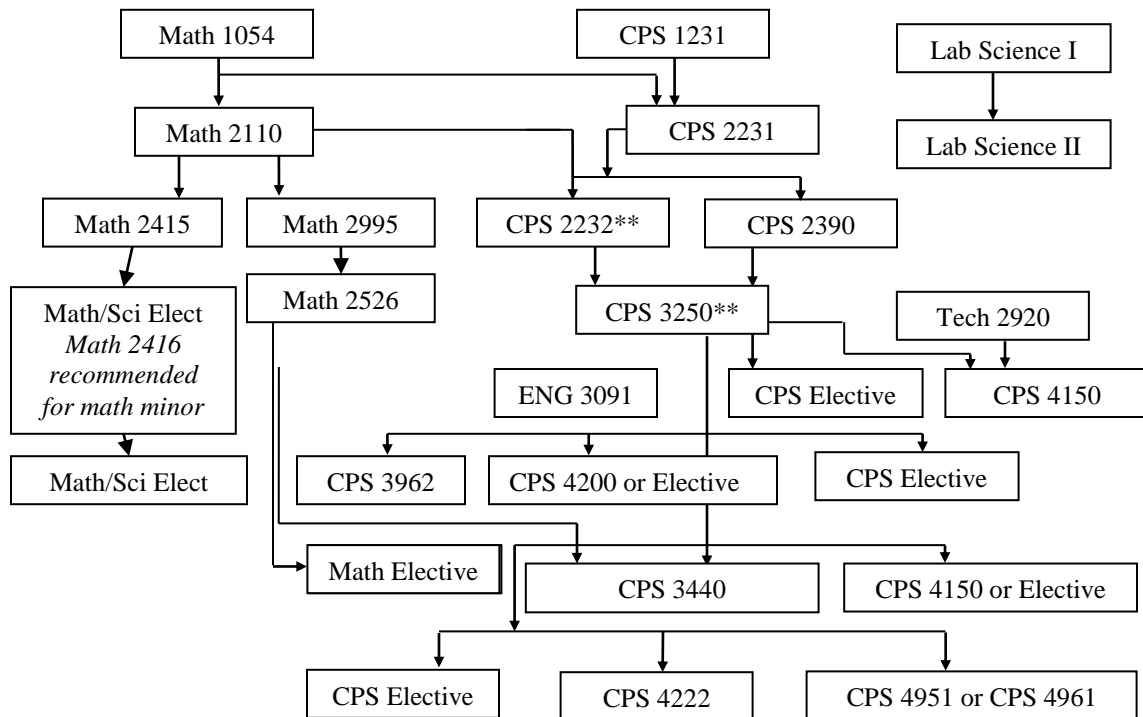 Math 1054
CPS 1231
Lab Science I
Math 2110
CPS 2231
Lab Science II
Math 2415
Math 2995
CPS 2232**
CPS 2390
Math/Sci Elect
Math 2416
recommended
for math minor
Math 2526
CPS 3250**
Tech 2920
ENG 3091
CPS Elective
CPS 4150
Math/Sci Elect
CPS 3962
CPS 4200 or Elective
CPS Elective
Math Elective
CPS 3440
CPS 4150 or Elective
CPS Elective
CPS 4222
CPS 4951 or CPS 4961